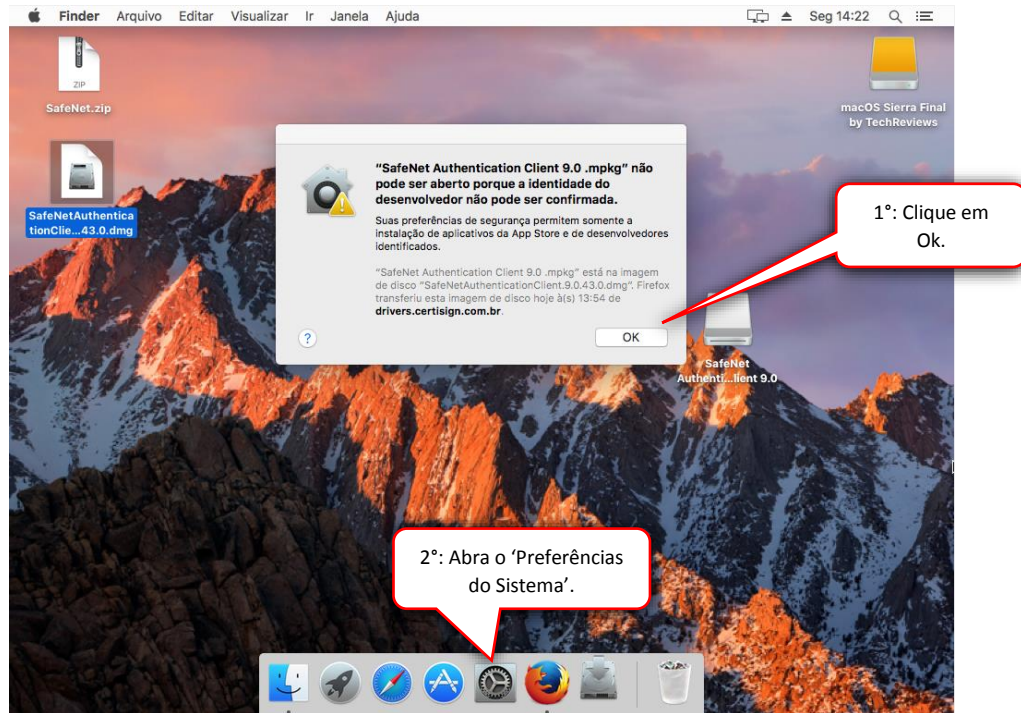 Finder Arquivo Editar Visualizar Ir Janela Ajuda Seg 14:22
ZIP
SafeNet.zip
macOS Sierra Final
by TechReviews
SafeNetAuthentica
tionClie...43.0.dmg
“SafeNet Authentication Client 9.0 .mpkg” não
pode ser aberto porque a identidade do
desenvolvedor não pode ser confirmada.
Suas preferências de segurança permitem somente a
instalação de aplicativos da App Store e de desenvolvedores
identificados.
“SafeNet Authentication Client 9.0 .mpkg” está na imagem
de disco “SafeNetAuthenticationClient.9.0.43.0.dmg”. Firefox
transferiu esta imagem de disco hoje à(s) 13:54 de
drivers.certisign.com.br.
?
OK
1°: Clique em
Ok.
SafeNet
Authenti...lient 9.0
2°: Abra o ‘Preferências
do Sistema’.